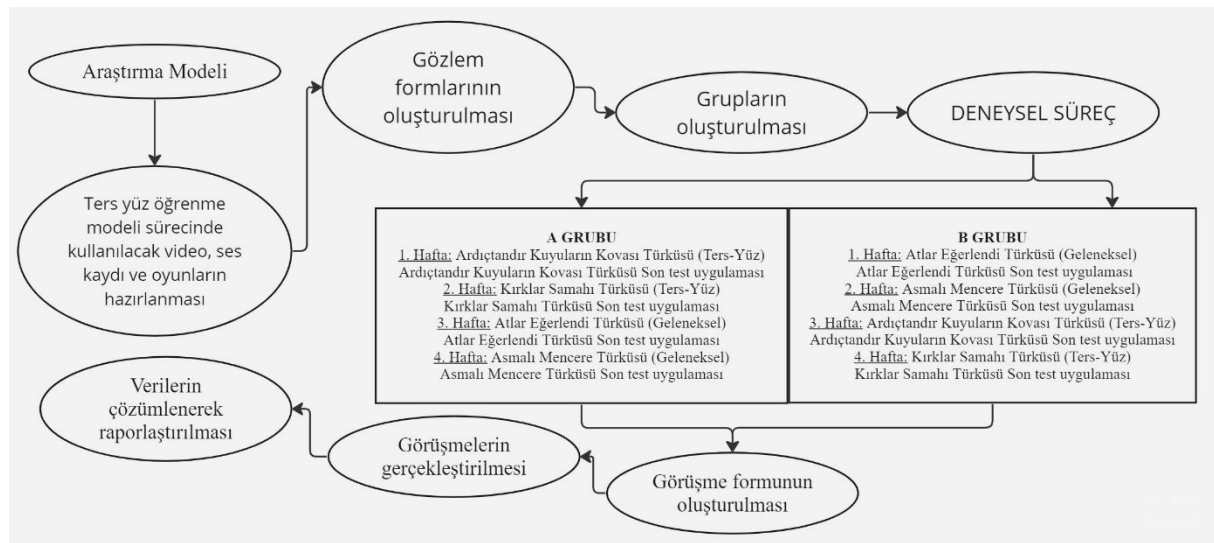 Araştırma Modeli
Ters yüz öğrenme
modeli sürecinde
kullanılacak video, ses
kaydı ve oyunların
hazırlanması
Gözlem
formlarının
oluşturulması
Grupların
oluşturulması
DENEYSEL SÜREÇ
A GRUBU
1. Hafta: Ardıçtandır Kuyuların Kovası Türküsü (Ters-Yüz)
Ardıçtandır Kuyuların Kovası Türküsü Son test uygulaması
2. Hafta: Kırklar Samahı Türküsü (Ters-Yüz)
Kırklar Samahı Türküsü Son test uygulaması
3. Hafta: Atlar Eğerlendi Türküsü (Geleneksel)
Atlar Eğerlendi Türküsü Son test uygulaması
4. Hafta: Asmalı Mencere Türküsü (Geleneksel)
Asmalı Mencere Türküsü Son test uygulaması
B GRUBU
1. Hafta: Atlar Eğerlendi Türküsü (Geleneksel)
Atlar Eğerlendi Türküsü Son test uygulaması
2. Hafta: Asmalı Mencere Türküsü (Geleneksel)
Asmalı Mencere Türküsü Son test uygulaması
3. Hafta: Ardıçtandır Kuyuların Kovası Türküsü (Ters-Yüz)
Ardıçtandır Kuyuların Kovası Türküsü Son test uygulaması
4. Hafta: Kırklar Samahı Türküsü (Ters-Yüz)
Kırklar Samahı Türküsü Son test uygulaması
Görüşme formunun
oluşturulması
Görüşmelerin
gerçekleştirilmesi
Verilerin
çözümlenerek
raporlaştırılması